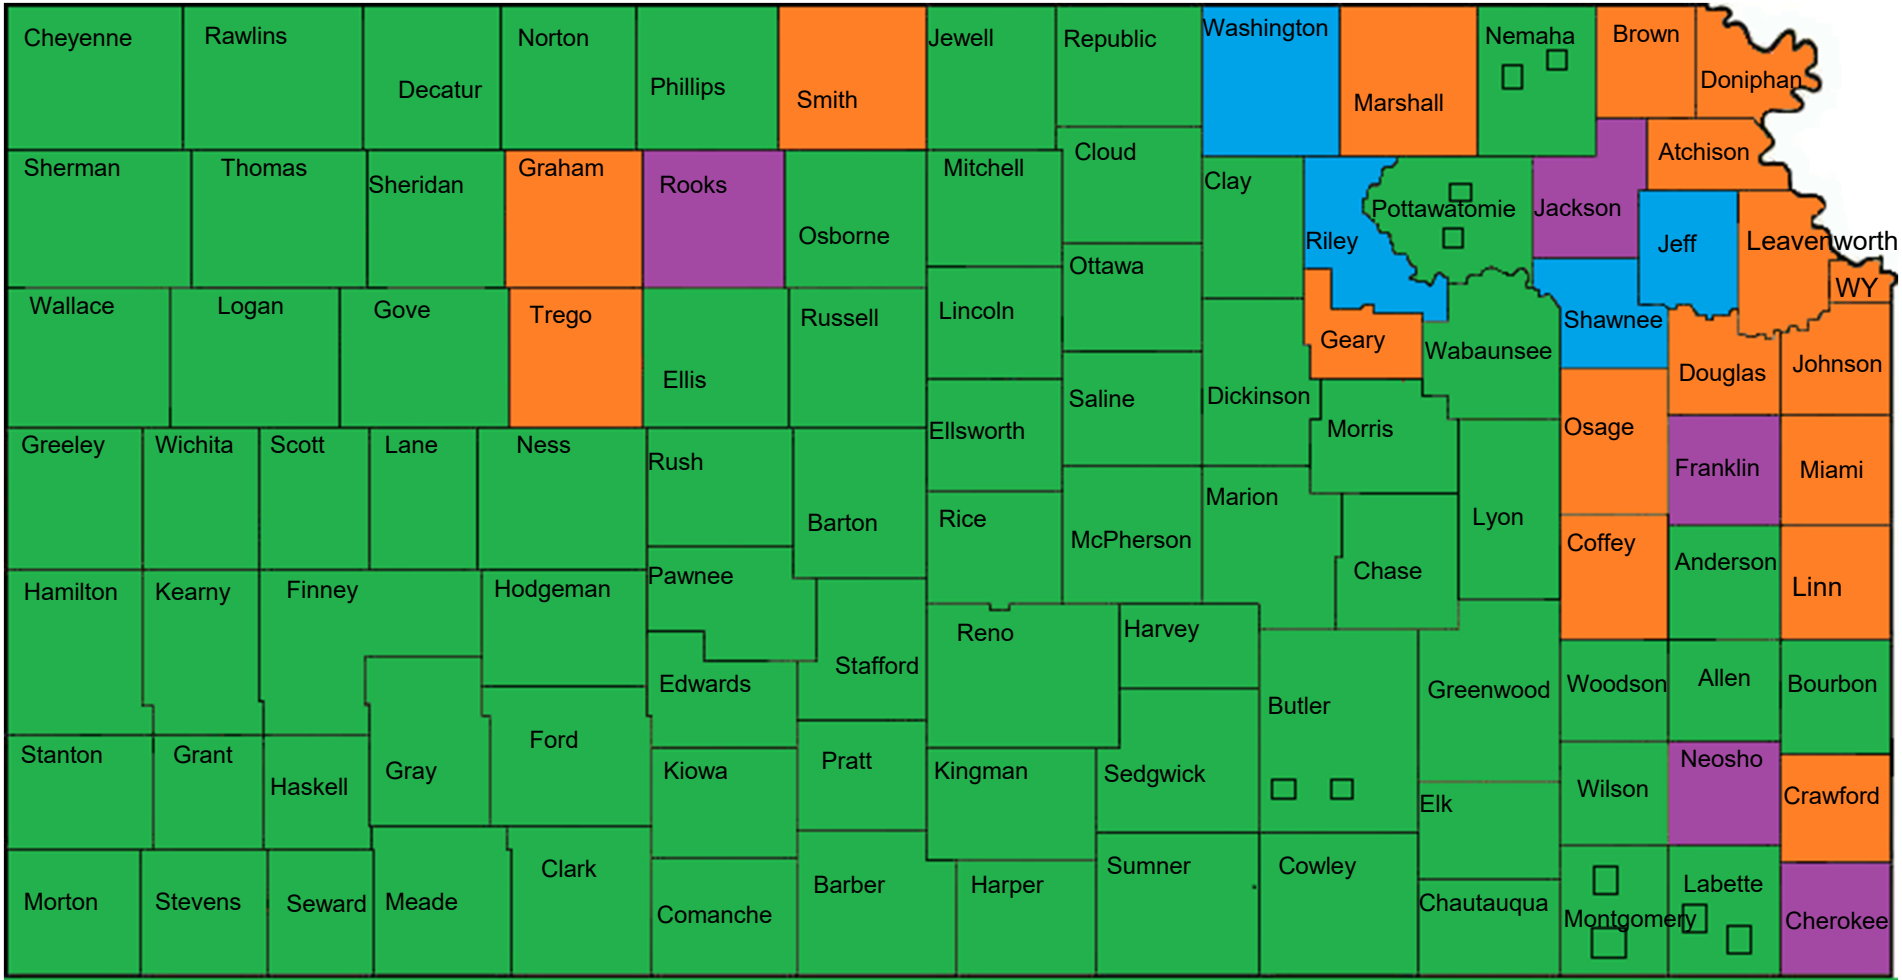 Cheyenne
Rawlins
Decatur
Norton
Phillips
Smith
Jewell
Republic
Washington
Marshall
Nemaha
Brown
Doniphan
Sherman
Thomas
Sheridan
Graham
Rooks
Osborne
Mitchell
Cloud
Clay
Riley
Pottawatomie
Jackson
Atchison
Jeff
Leavenworth
WY
Wallace
Logan
Gove
Trego
Ellis
Russell
Lincoln
Ottawa
Saline
Dickinson
Geary
Wabaunsee
Shawnee
Douglas
Johnson
Greeley
Wichita
Scott
Lane
Ness
Rush
Barton
Ellsworth
Rice
McPherson
Marion
Morris
Chase
Lyon
Osage
Franklin
Miami
Coffey
Anderson
Linn
Hamilton
Kearny
Finney
Hodgeman
Pawnee
Edwards
Stafford
Reno
Harvey
Butler
Greenwood
Woodson
Allen
Bourbon
Stanton
Grant
Haskell
Gray
Ford
Kiowa
Pratt
Kingman
Sedgwick
Elk
Wilson
Neosho
Crawford
Morton
Stevens
Seward
Meade
Clark
Comanche
Barber
Harper
Sumner
Cowley
Chautauqua
Montgomery
Labette
Cherokee